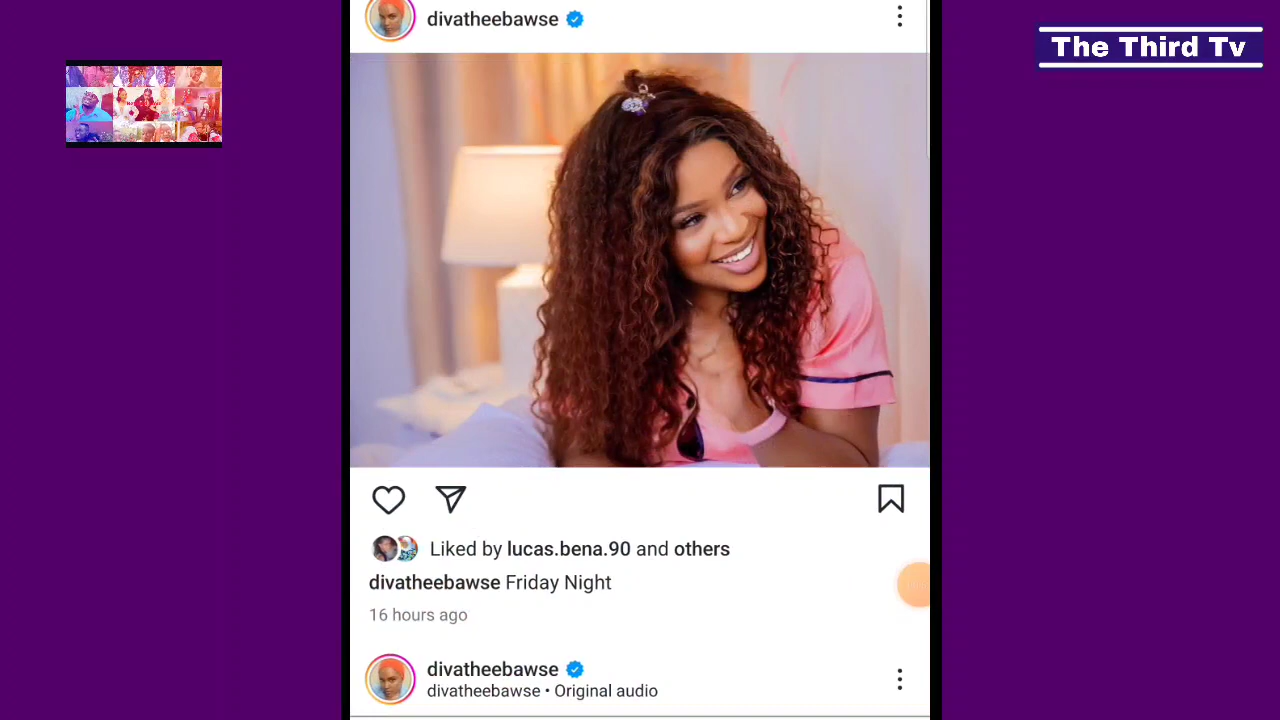 divatheebawse
The Third Tv
Liked by lucas.bena.90 and others
divatheebawse Friday Night
16 hours ago
divatheebawse
divatheebawse • Original audio